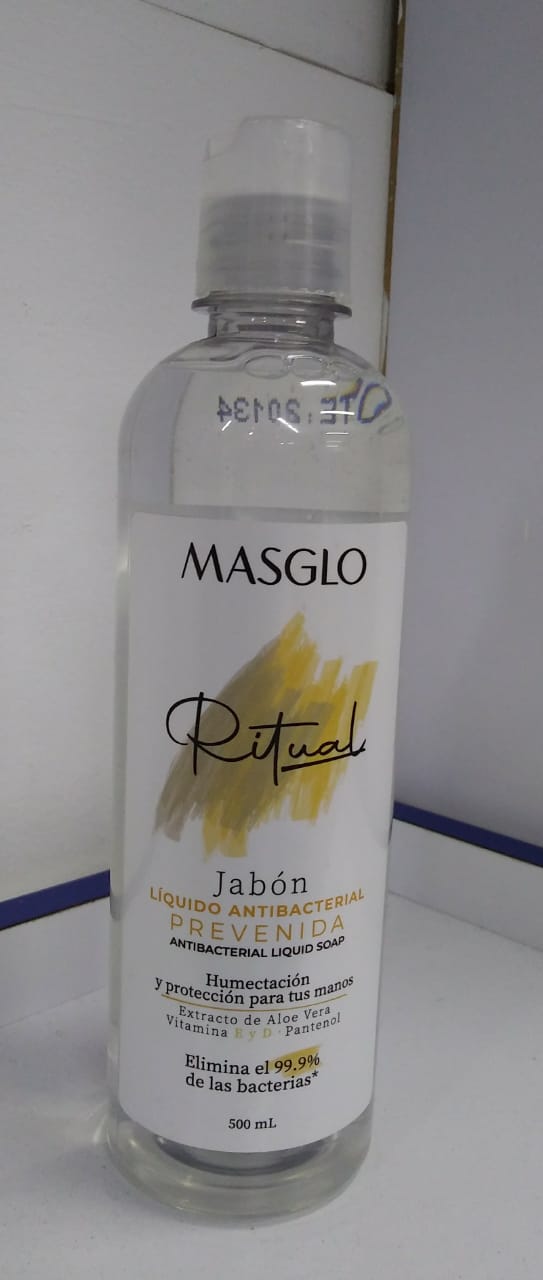 LOTE: 20134
MASGLO
Ritual
Jabón
LÍQUIDO ANTIBACTERIAL
PREVENIDA
ANTIBACTERIAL LIQUID SOAP
Humectación
y protección para tus manos
Extracto de Aloe Vera
Vitamina E y D · Pantenol
Elimina el 99.9%
de las bacterias*
500 mL